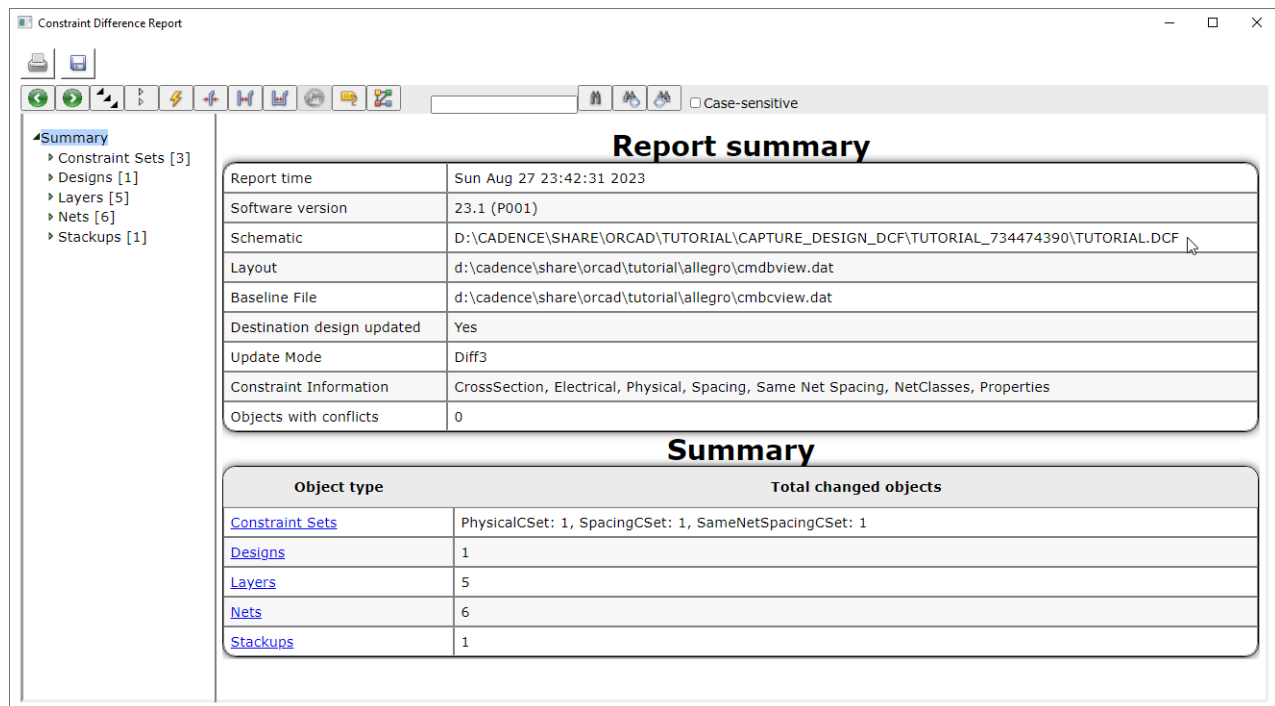 Constraint Difference Report
Case-sensitive
Summary
Constraint Sets [3]
Designs [1]
Layers [5]
Nets [6]
Stackups [1]
Report summary
Report time Sun Aug 27 23:42:31 2023
Software version 23.1 (P001)
Schematic D:\CADENCE\SHARE\ORCAD\TUTORIAL\CAPTURE_DESIGN_DCF\TUTORIAL_734474390\TUTORIAL.DCF
Layout d:\cadence\share\orcad\tutorial\allegro\cmdbview.dat
Baseline File d:\cadence\share\orcad\tutorial\allegro\cmbcview.dat
Destination design updated Yes
Update Mode Diff3
Constraint Information CrossSection, Electrical, Physical, Spacing, Same Net Spacing, NetClasses, Properties
Objects with conflicts 0
Summary
Object type Total changed objects
Constraint Sets PhysicalCSet: 1, SpacingCSet: 1, SameNetSpacingCSet: 1
Designs 1
Layers 5
Nets 6
Stackups 1